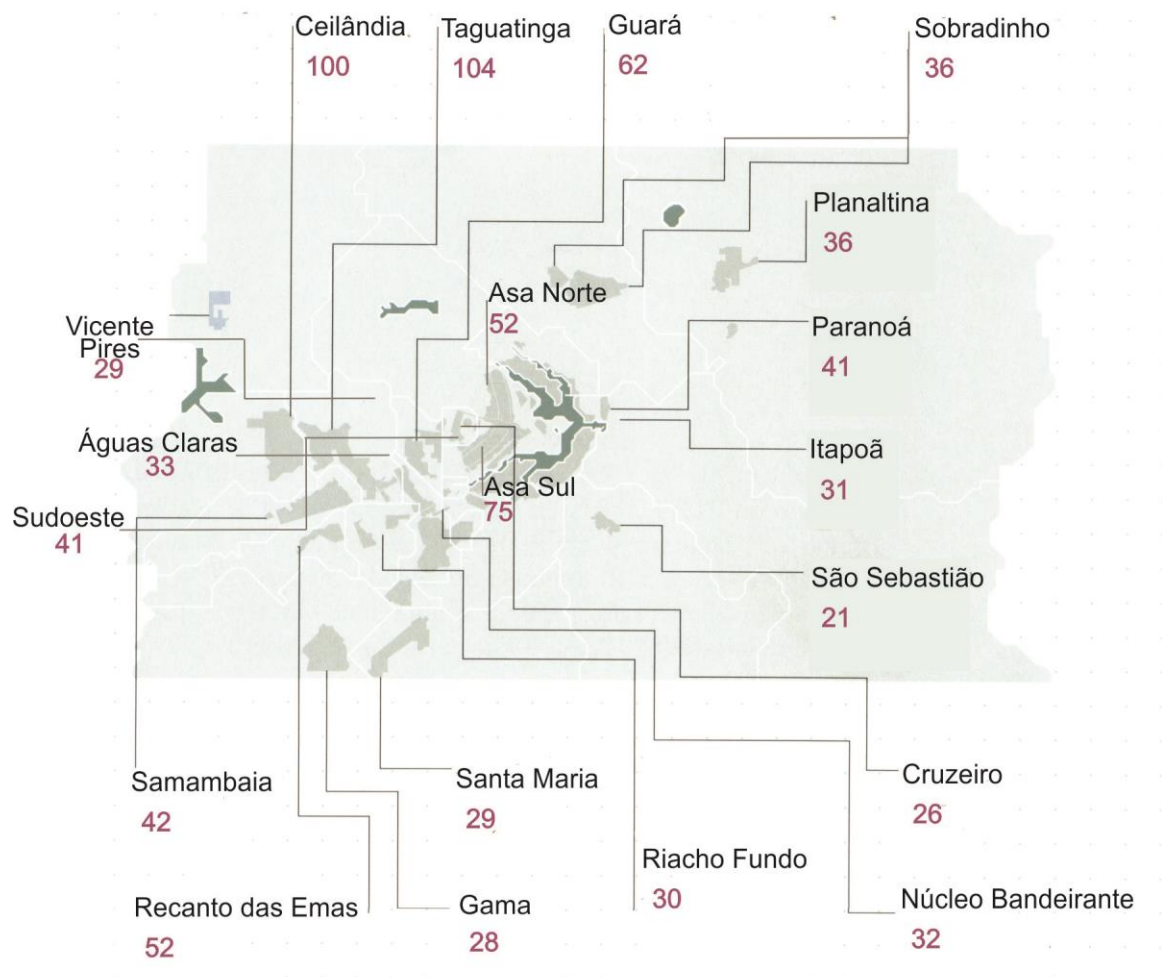 Ceilândia
100
Taguatinga
104
Guará
62
Sobradinho
36
Planaltina
36
Asa Norte
52
Vicente
Pires
29
Paranoá
41
Águas Claras
33
Itapoã
31
Asa Sul
75
Sudoeste
41
São Sebastião
21
Samambaia
42
Santa Maria
29
Cruzeiro
26
Riacho Fundo
30
Recanto das Emas
52
Gama
28
Núcleo Bandeirante
32